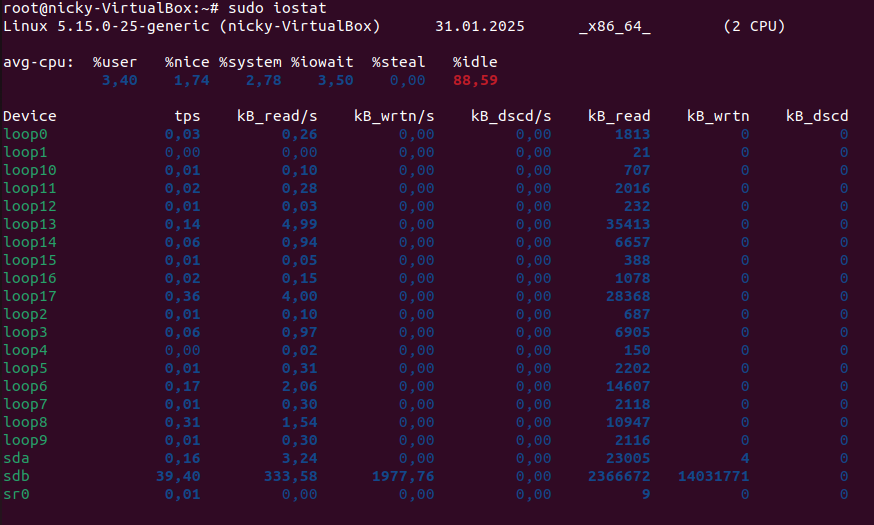 root@nicky-VirtualBox:~# sudo iostat
Linux 5.15.0-25-generic (nicky-VirtualBox) 31.01.2025 _x86_64_ (2 CPU)
avg-cpu: %user %nice %system %iowait %steal %idle
3,40 1,74 2,78 3,50 0,00 88,59
Device tps kB_read/s kB_wrtn/s kB_dscd/s kB_read kB_wrtn kB_dscd
loop0 0,03 0,26 0,00 0,00 1813 0 0
loop1 0,00 0,00 0,00 0,00 21 0 0
loop10 0,01 0,10 0,00 0,00 707 0 0
loop11 0,02 0,28 0,00 0,00 2016 0 0
loop12 0,01 0,03 0,00 0,00 232 0 0
loop13 0,14 4,99 0,00 0,00 35413 0 0
loop14 0,06 0,94 0,00 0,00 6657 0 0
loop15 0,01 0,05 0,00 0,00 388 0 0
loop16 0,02 0,15 0,00 0,00 1078 0 0
loop17 0,36 4,00 0,00 0,00 28368 0 0
loop2 0,01 0,10 0,00 0,00 687 0 0
loop3 0,06 0,97 0,00 0,00 6905 0 0
loop4 0,00 0,02 0,00 0,00 150 0 0
loop5 0,01 0,31 0,00 0,00 2202 0 0
loop6 0,17 2,06 0,00 0,00 14607 0 0
loop7 0,01 0,30 0,00 0,00 2118 0 0
loop8 0,31 1,54 0,00 0,00 10947 0 0
loop9 0,01 0,30 0,00 0,00 2116 0 0
sda 0,16 3,24 0,00 0,00 23005 4 0
sdb 39,40 333,58 1977,76 0,00 2366672 14031771 0
sr0 0,01 0,00 0,00 0,00 9 0 0